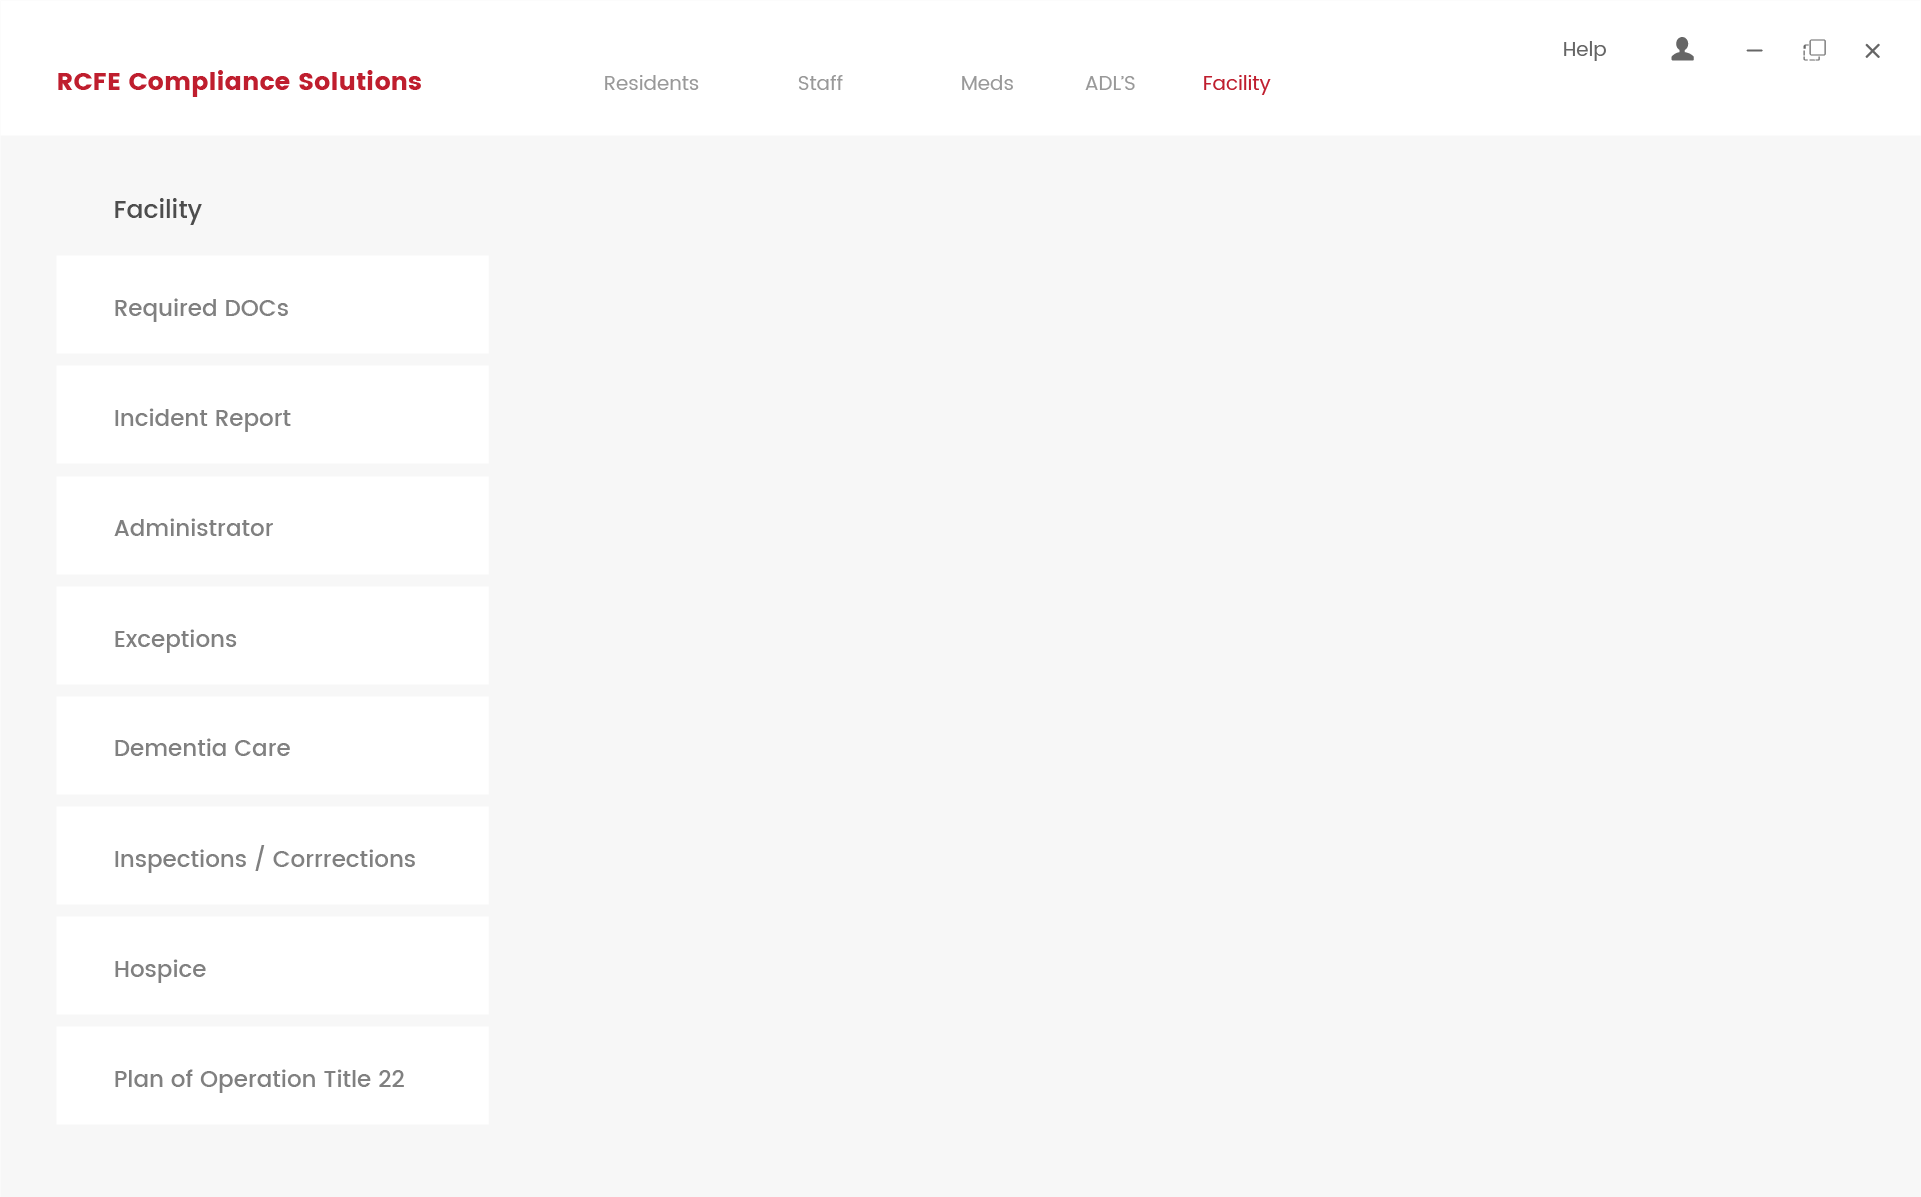 Help
RCFE Compliance Solutions
Residents
Staff
Meds
ADL'S
Facility
Facility
Required DOCs
Incident Report
Administrator
Exceptions
Dementia Care
Inspections / Corrrections
Hospice
Plan of Operation Title 22